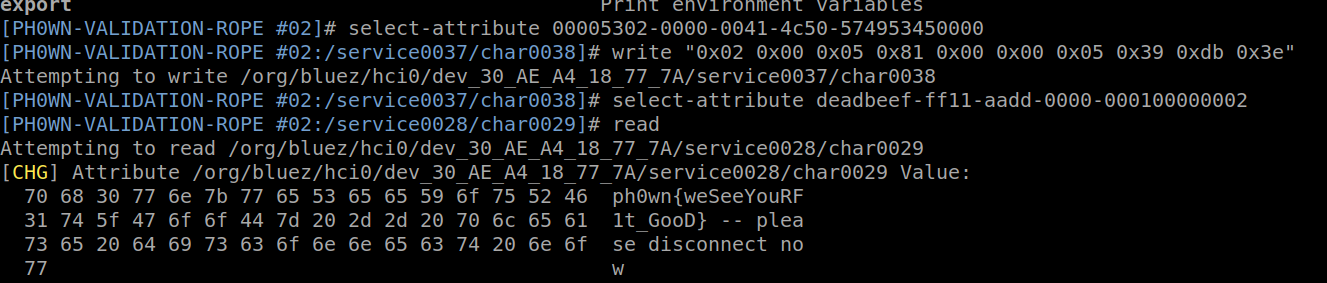 export Print environment variables
[PH0WN-VALIDATION-ROPE #02]# select-attribute 00005302-0000-0041-4c50-574953450000
[PH0WN-VALIDATION-ROPE #02:/service0037/char0038]# write "0x02 0x00 0x05 0x81 0x00 0x00 0x05 0x39 0xdb 0x3e"
Attempting to write /org/bluez/hci0/dev_30_AE_A4_18_77_7A/service0037/char0038
[PH0WN-VALIDATION-ROPE #02:/service0037/char0038]# select-attribute deadbeef-ff11-aadd-0000-000100000002
[PH0WN-VALIDATION-ROPE #02:/service0028/char0029]# read
Attempting to read /org/bluez/hci0/dev_30_AE_A4_18_77_7A/service0028/char0029
[CHG] Attribute /org/bluez/hci0/dev_30_AE_A4_18_77_7A/service0028/char0029 Value:
70 68 30 77 6e 7b 77 65 53 65 65 59 6f 75 52 46 ph0wn{weSeeYouRF
31 74 5f 47 6f 6f 44 7d 20 2d 2d 20 70 6c 65 61 1t_GooD} -- plea
73 65 20 64 69 73 63 6f 6e 6e 65 63 74 20 6e 6f se disconnect no
77 w